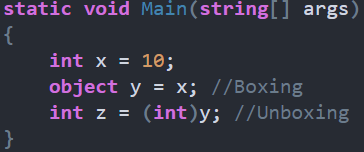 static void Main(string[] args)
{
    int x = 10;
    object y = x; //Boxing
    int z = (int)y; //Unboxing
}